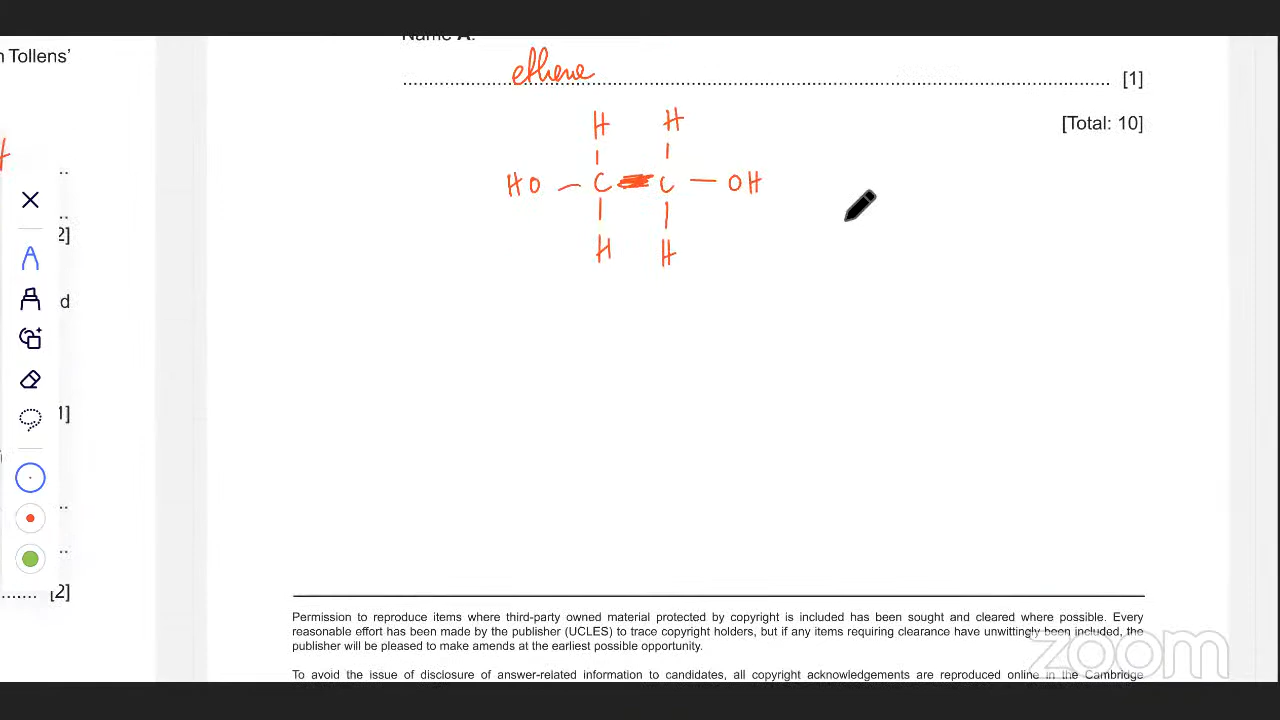 n Tollens’
Name A:
ethene
[1]
[Total: 10]
H H
HO – C C – OH
H H
2]
d
1]
[2]
Permission to reproduce items where third-party owned material protected by copyright is included has been sought and cleared where possible. Every
reasonable effort has been made by the publisher (UCLES) to trace copyright holders, but if any items requiring clearance have unwittingly been included, the
publisher will be pleased to make amends at the earliest possible opportunity.
To avoid the issue of disclosure of answer-related information to candidates, all copyright acknowledgements are reproduced online in the Cambridge
zoom